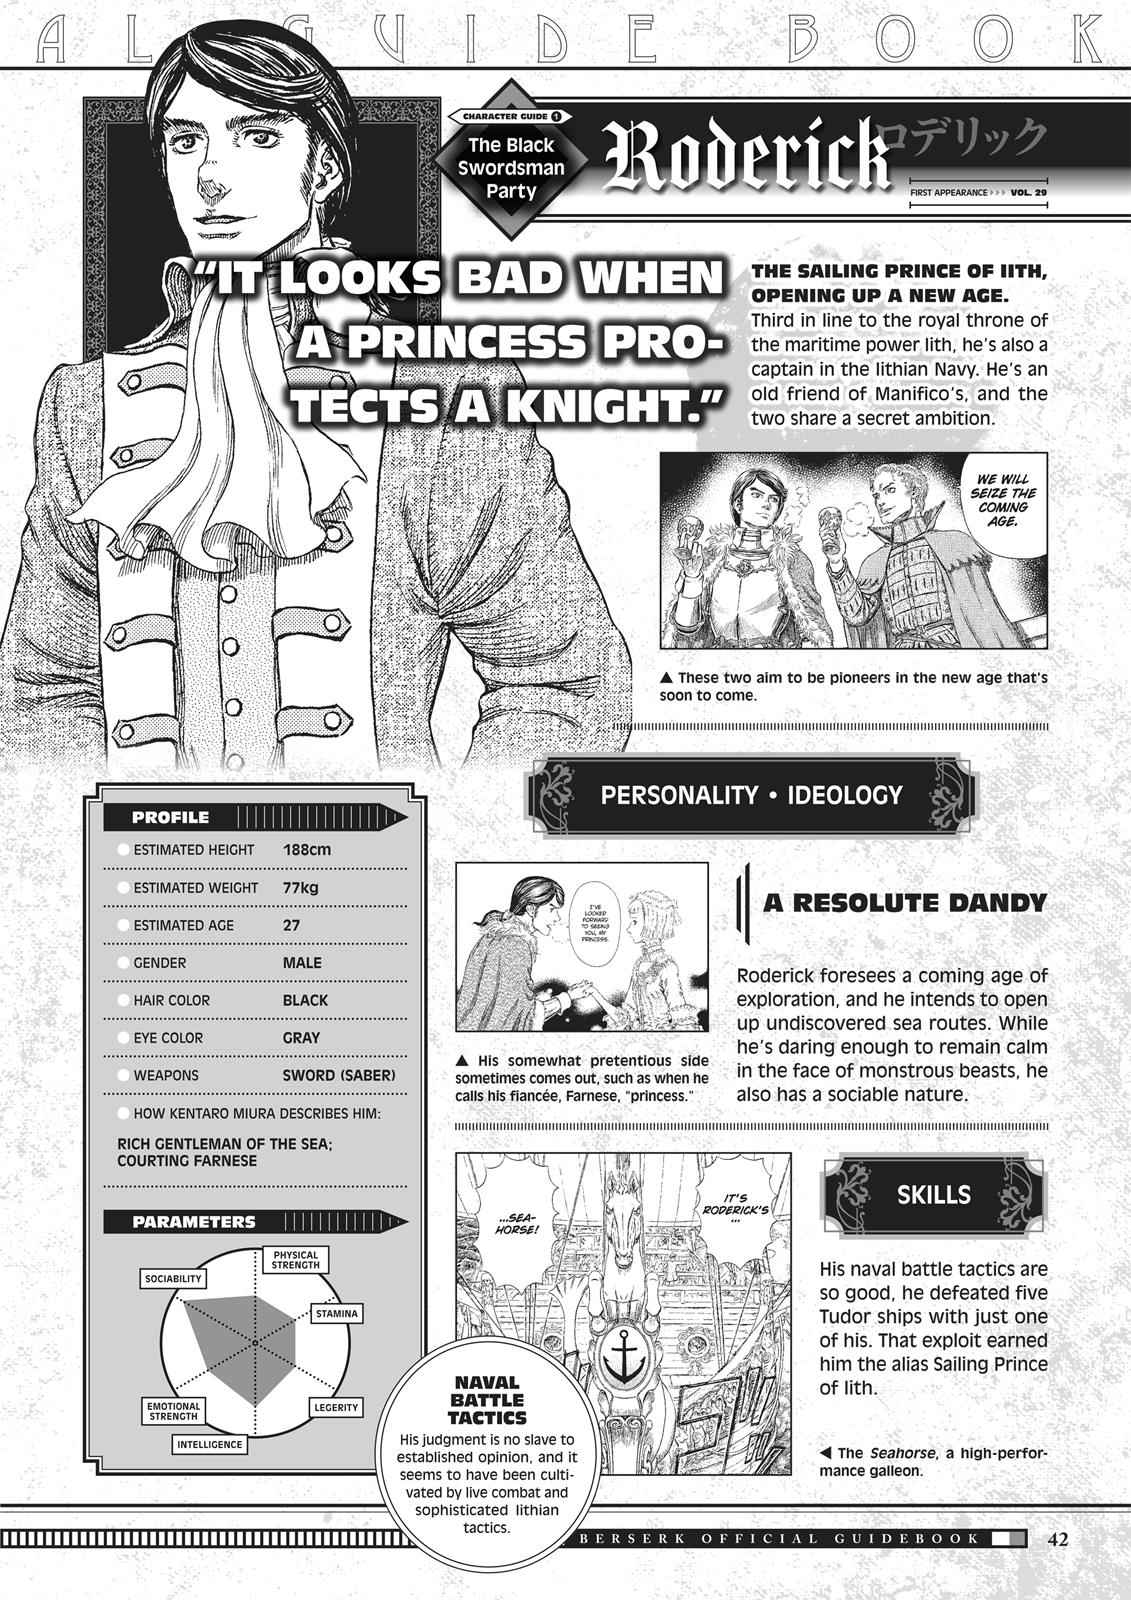 AL GUIDE BOOK
CHARACTER GUIDE 1
The Black
Swordsman
Party
Roderick
ロデリック
FIRST APPEARANCE >>> VOL. 29
"IT LOOKS BAD WHEN
A PRINCESS PRO-
TECTS A KNIGHT."
THE SAILING PRINCE OF IITH,
OPENING UP A NEW AGE.
Third in line to the royal throne of
the maritime power Iith, he's also a
captain in the Iithian Navy. He's an
old friend of Manifico's, and the
two share a secret ambition.
WE WILL
SEIZE THE
COMING
AGE.
▲ These two aim to be pioneers in the new age that's
soon to come.
PERSONALITY • IDEOLOGY
PROFILE
ESTIMATED HEIGHT 188cm
ESTIMATED WEIGHT 77kg
ESTIMATED AGE 27
GENDER MALE
HAIR COLOR BLACK
EYE COLOR GRAY
WEAPONS SWORD (SABER)
HOW KENTARO MIURA DESCRIBES HIM:
RICH GENTLEMAN OF THE SEA;
COURTING FARNESE
PARAMETERS
PHYSICAL
STRENGTH
SOCIABILITY
STAMINA
EMOTIONAL
STRENGTH
LEGERITY
INTELLIGENCE
I'VE
LOOKED
FORWARD
TO SEEING
YOU, MY
PRINCESS.
▲ His somewhat pretentious side
sometimes comes out, such as when he
calls his fiancée, Farnese, "princess."
A RESOLUTE DANDY
Roderick foresees a coming age of
exploration, and he intends to open
up undiscovered sea routes. While
he's daring enough to remain calm
in the face of monstrous beasts, he
also has a sociable nature.
IT'S
RODERICK'S
...
...SEA-
HORSE!
SKILLS
His naval battle tactics are
so good, he defeated five
Tudor ships with just one
of his. That exploit earned
him the alias Sailing Prince
of Iith.
◀ The Seahorse, a high-perfor-
mance galleon.
NAVAL
BATTLE
TACTICS
His judgment is no slave to
established opinion, and it
seems to have been culti-
vated by live combat and
sophisticated Iithian
tactics.
BERSERK OFFICIAL GUIDEBOOK
42